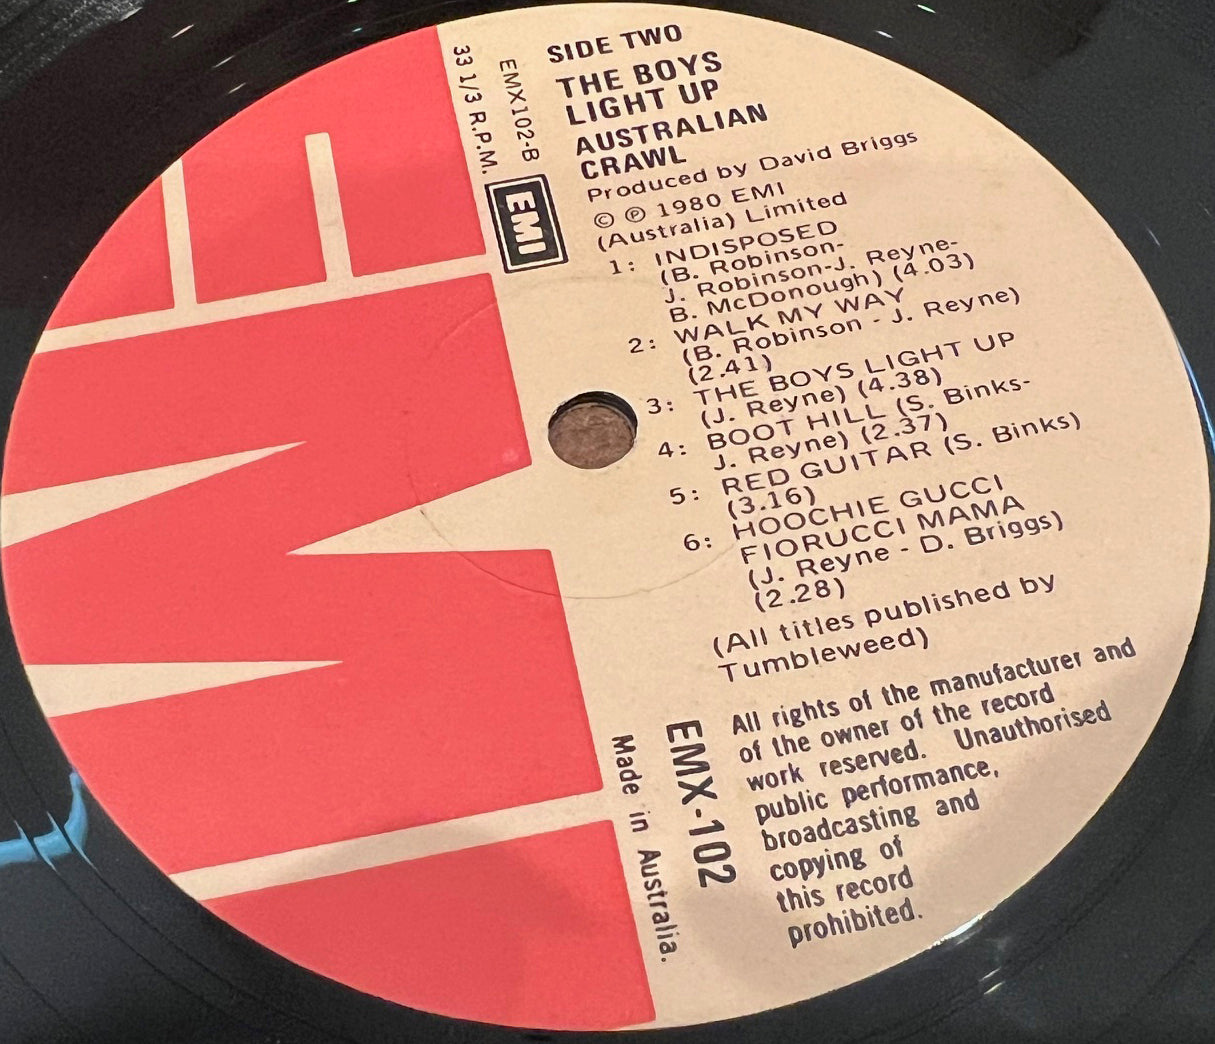 SIDE TWO
THE BOYS
LIGHT UP
AUSTRALIAN
CRAWL
Produced by David Briggs
© ℗ 1980 EMI
(Australia) Limited
1: INDISPOSED
(B. Robinson-
J. Robinson-J. Reyne-
B. McDonough) (4.03)
2: WALK MY WAY
(B. Robinson - J. Reyne)
(2.41)
3: THE BOYS LIGHT UP
(J. Reyne) (4.38)
4: BOOT HILL (S. Binks-
J. Reyne) (2.37)
5: RED GUITAR (S. Binks)
(3.16)
6: HOOCHIE GUCCI
FIORUCCI MAMA
(J. Reyne - D. Briggs)
(2.28)
(All titles published by
Tumbleweed)
All rights of the manufacturer and
of the owner of the record
work reserved. Unauthorised
public performance,
broadcasting and
copying of
this record
prohibited.
EMX102-B
33 1/3 R.P.M.
EMI
EMX-102
Made in Australia.
EMI